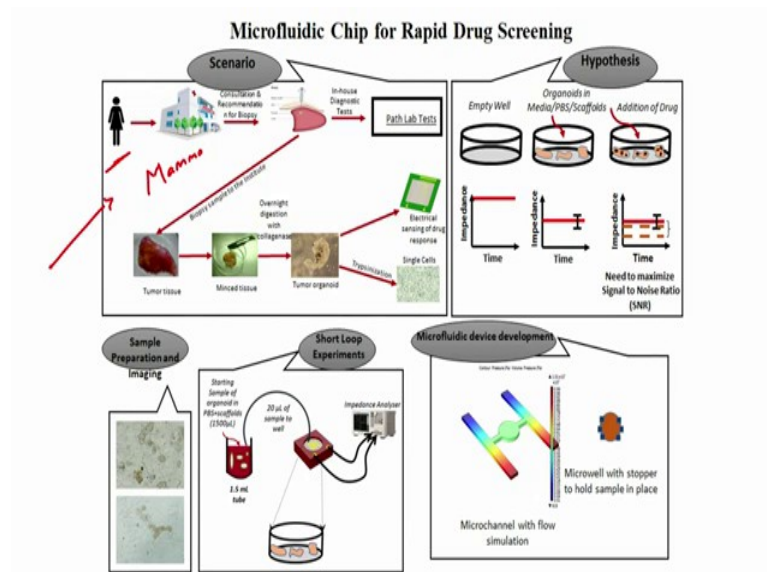 Microfluidic Chip for Rapid Drug Screening
Scenario
Consultation &
Recommendatio
n for Biopsy
In-house
Diagnostic
Tests
Path Lab Tests
Mammo
Biopsy sample to the institute
Overnight
digestion
with
collagenase
Electrical
sensing of drug
response
Trypsinization
Single Cells
Tumor tissue
Minced tissue
Tumor organoid
Hypothesis
Empty Well
Organoids in
Media/PBS/Scaffolds
Addition of Drug
Impedance
Time
Impedance
Time
Impedance
Time
Need to maximize
Signal to Noise Ratio
(SNR)
Sample
Preparation and
Imaging
Short Loop
Experiments
Starting
Sample of
organoid in
PBS+scaffolds
(1500µL)
20 µL of
sample to
well
Impedance Analyser
1.5 mL
tube
Microfluidic device development
Microchannel with flow
simulation
Microwell with stopper
to hold sample in place